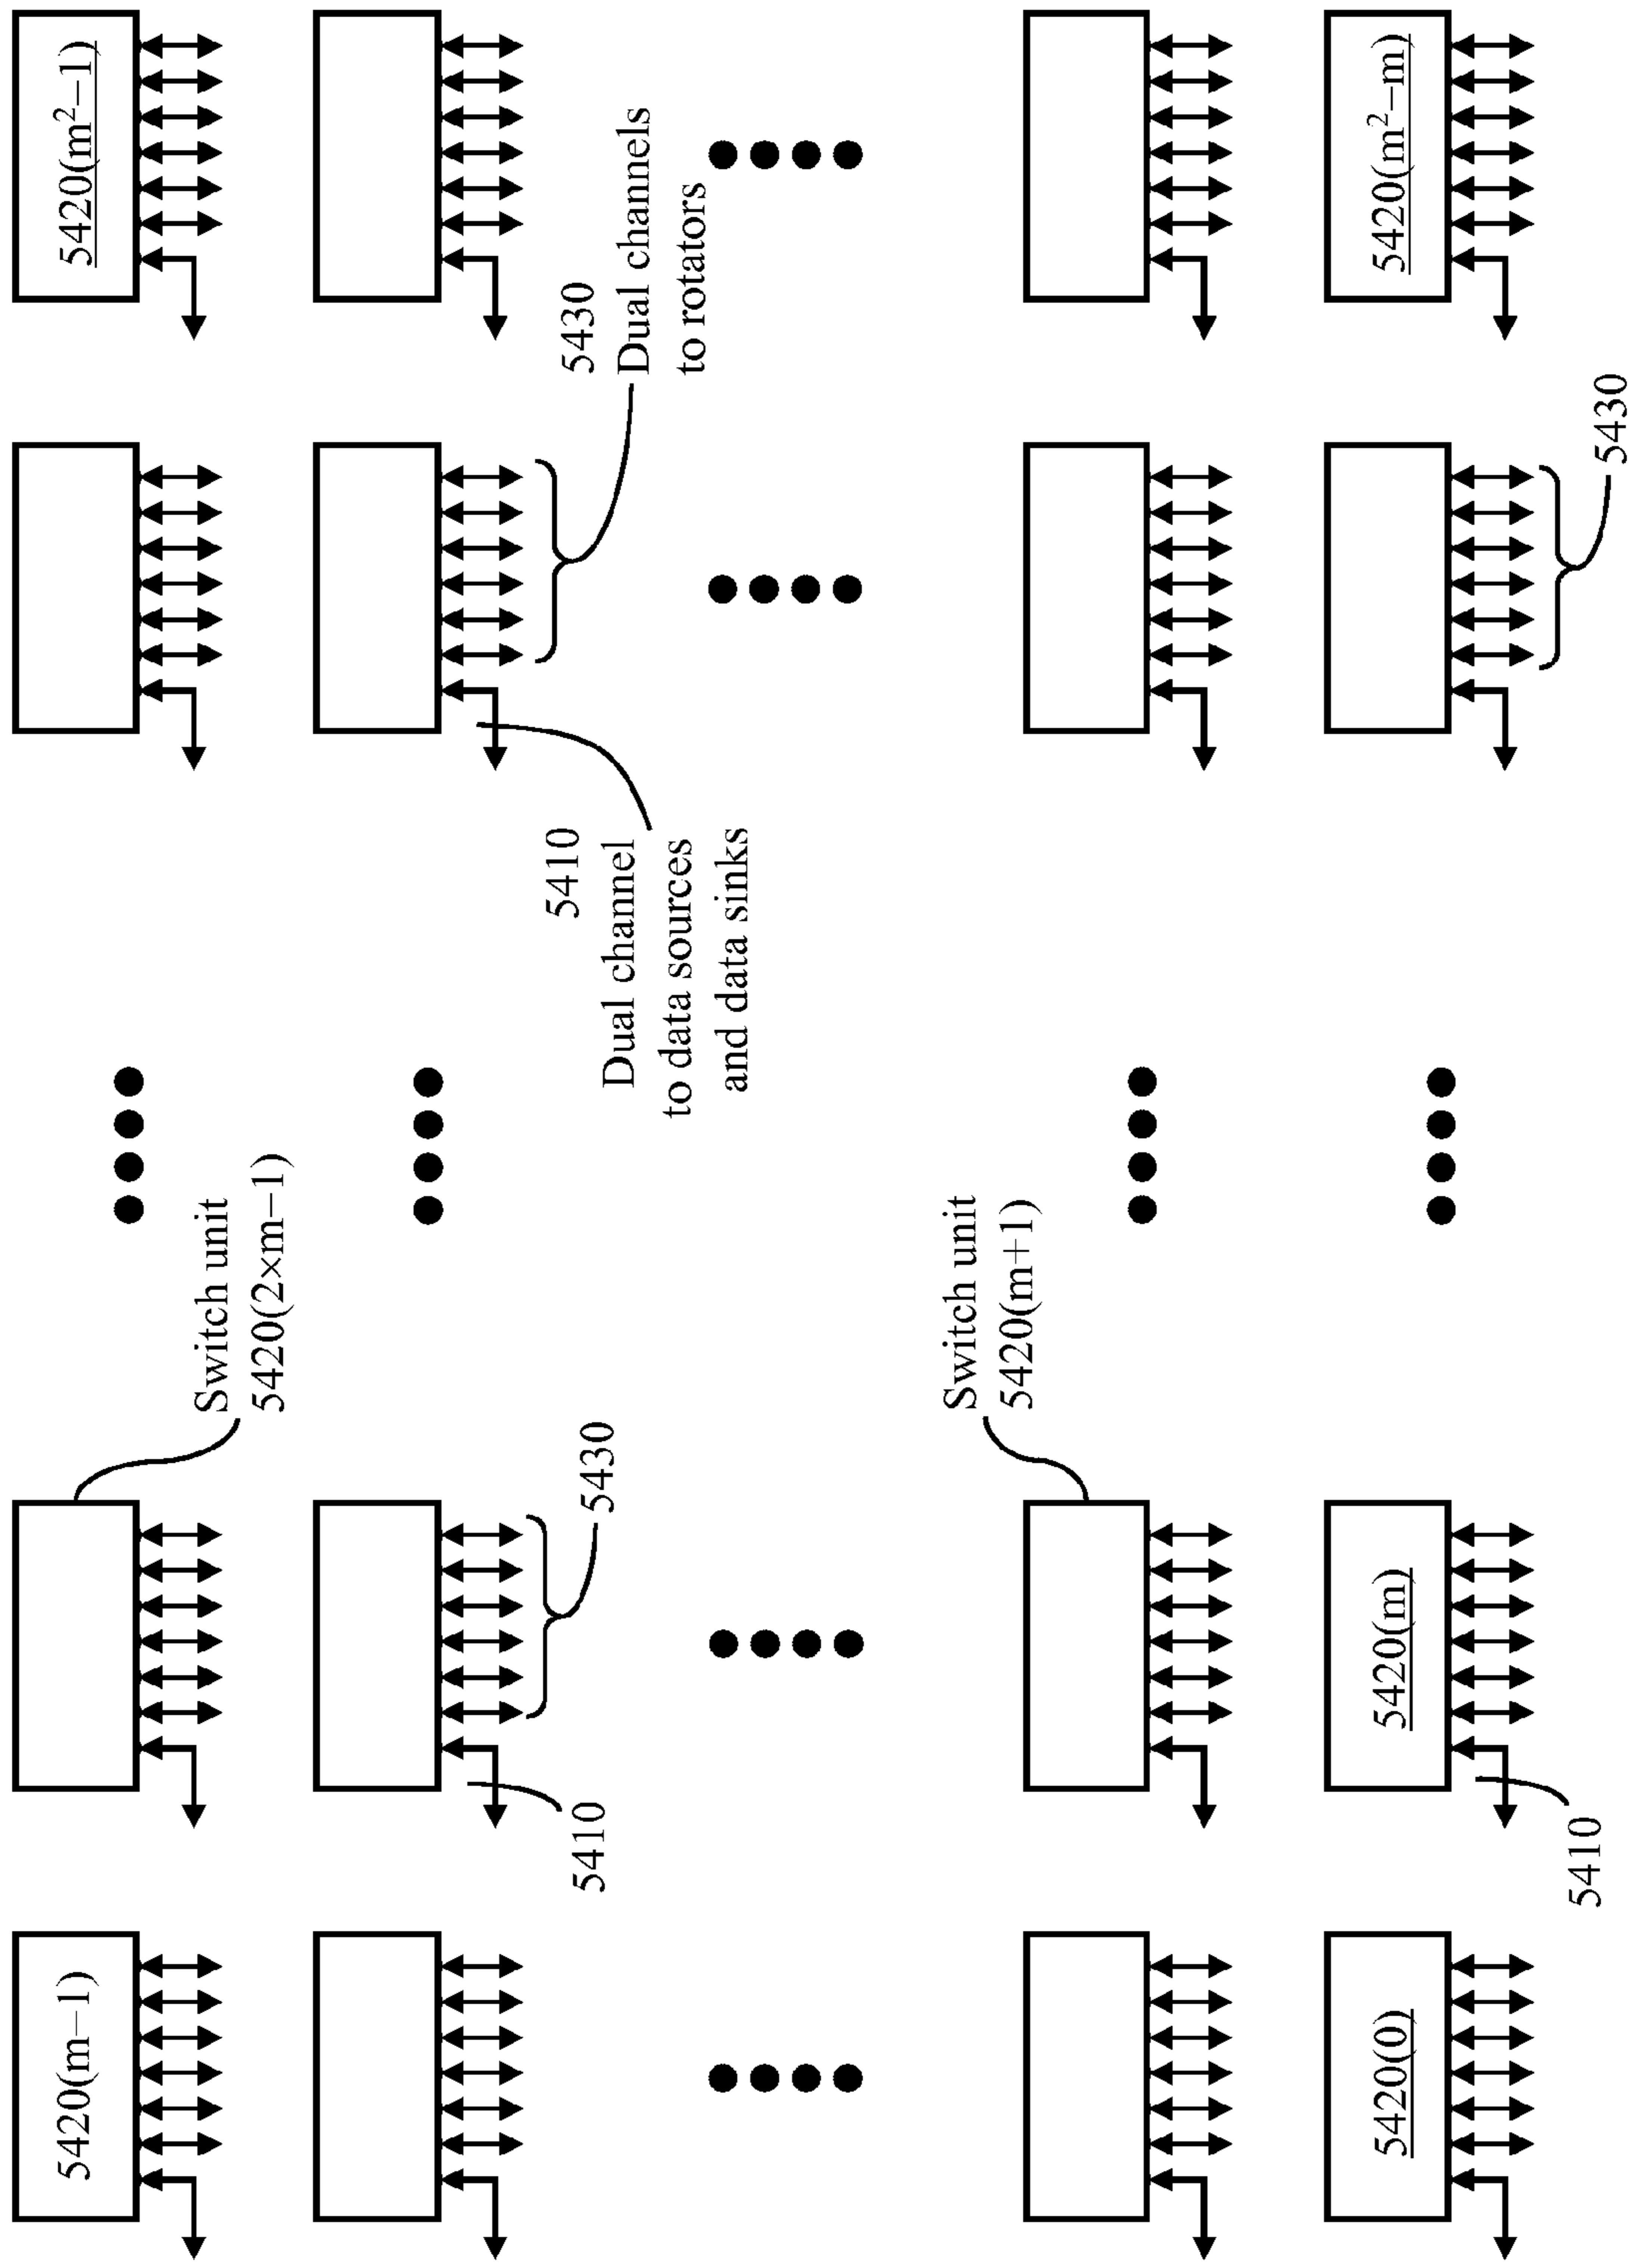 5420(m−1)
5420(m²−1)
Switch unit
5420(2×m−1)
5410
5430
5410
Dual channel
to data sources
and data sinks
5430
Dual channels
to rotators
Switch unit
5420(m+1)
5420(0)
5420(m)
5420(m²−m)
5410
5430